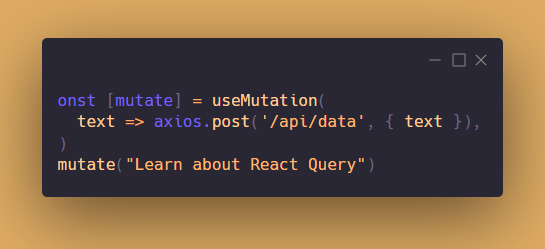 onst [mutate] = useMutation(
  text => axios.post('/api/data', { text }),
)
mutate("Learn about React Query")